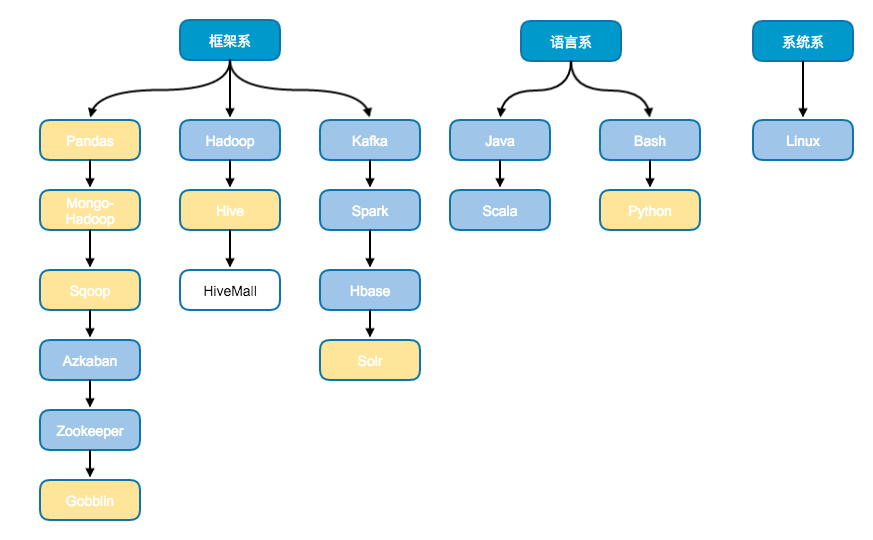 框架系
语言系
系统系
Pandas
Hadoop
Kafka
Java
Bash
Linux
Mongo-
Hadoop
Hive
Spark
Scala
Python
Sqoop
HiveMall
Hbase
Azkaban
Solr
Zookeeper
Gobblin